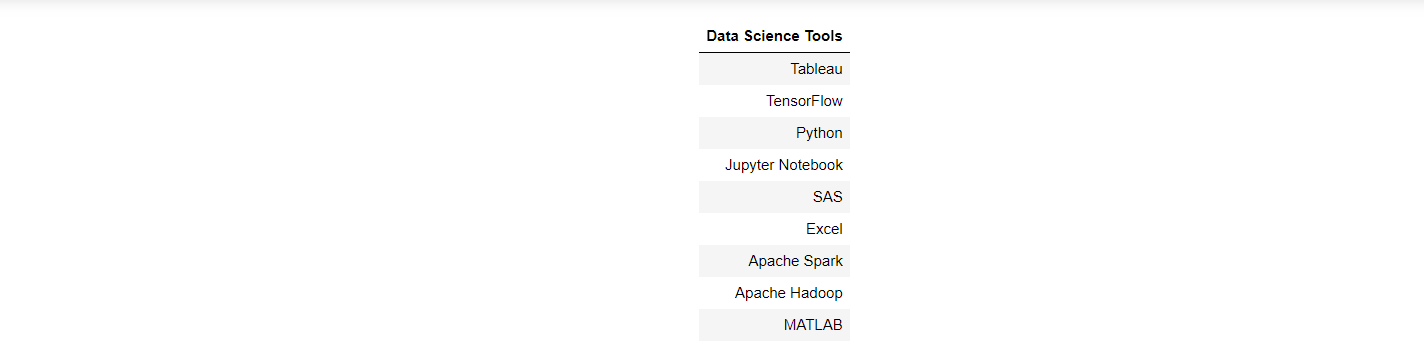 Data Science Tools
Tableau
TensorFlow
Python
Jupyter Notebook
SAS
Excel
Apache Spark
Apache Hadoop
MATLAB